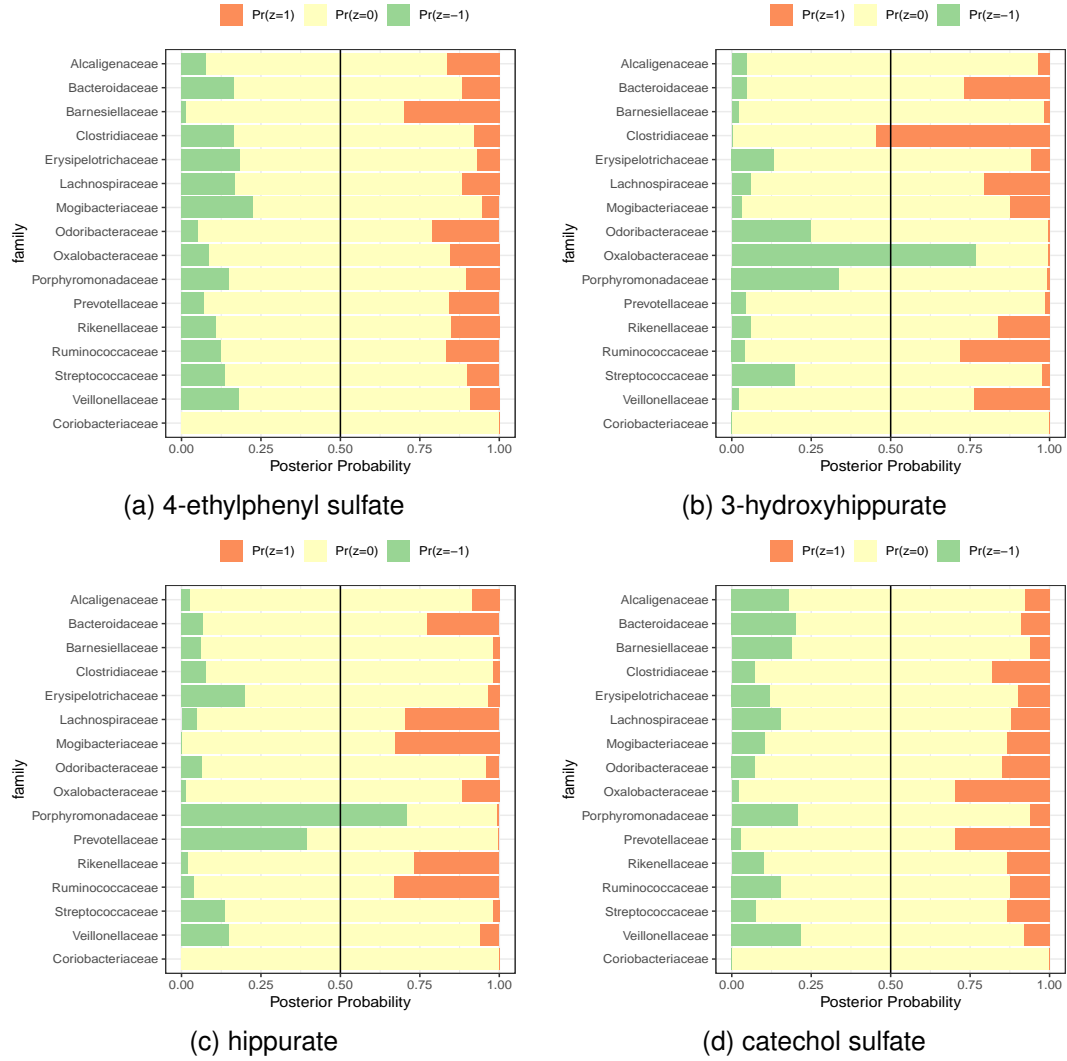 Pr(z=1) Pr(z=0) Pr(z=−1)
Alcaligenaceae
Bacteroidaceae
Barnesiellaceae
Clostridiaceae
Erysipelotrichaceae
Lachnospiraceae
Mogibacteriaceae
Odoribacteraceae
Oxalobacteraceae
Porphyromonadaceae
Prevotellaceae
Rikenellaceae
Ruminococcaceae
Streptococcaceae
Veillonellaceae
Coriobacteriaceae
family
0.00 0.25 0.50 0.75 1.00
Posterior Probability
(a) 4-ethylphenyl sulfate
Pr(z=1) Pr(z=0) Pr(z=−1)
Alcaligenaceae
Bacteroidaceae
Barnesiellaceae
Clostridiaceae
Erysipelotrichaceae
Lachnospiraceae
Mogibacteriaceae
Odoribacteraceae
Oxalobacteraceae
Porphyromonadaceae
Prevotellaceae
Rikenellaceae
Ruminococcaceae
Streptococcaceae
Veillonellaceae
Coriobacteriaceae
family
0.00 0.25 0.50 0.75 1.00
Posterior Probability
(b) 3-hydroxyhippurate
Pr(z=1) Pr(z=0) Pr(z=−1)
Alcaligenaceae
Bacteroidaceae
Barnesiellaceae
Clostridiaceae
Erysipelotrichaceae
Lachnospiraceae
Mogibacteriaceae
Odoribacteraceae
Oxalobacteraceae
Porphyromonadaceae
Prevotellaceae
Rikenellaceae
Ruminococcaceae
Streptococcaceae
Veillonellaceae
Coriobacteriaceae
family
0.00 0.25 0.50 0.75 1.00
Posterior Probability
(c) hippurate
Pr(z=1) Pr(z=0) Pr(z=−1)
Alcaligenaceae
Bacteroidaceae
Barnesiellaceae
Clostridiaceae
Erysipelotrichaceae
Lachnospiraceae
Mogibacteriaceae
Odoribacteraceae
Oxalobacteraceae
Porphyromonadaceae
Prevotellaceae
Rikenellaceae
Ruminococcaceae
Streptococcaceae
Veillonellaceae
Coriobacteriaceae
family
0.00 0.25 0.50 0.75 1.00
Posterior Probability
(d) catechol sulfate